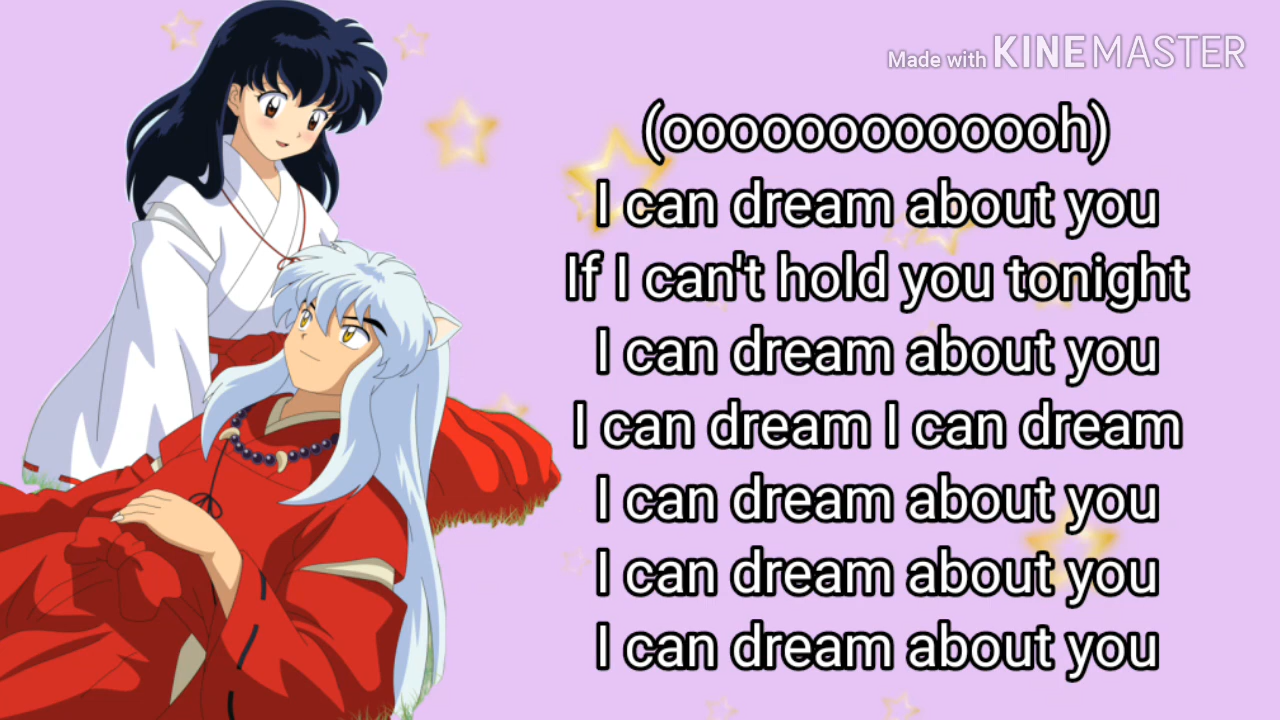 Made with KINEMASTER
(ooooooooooooooh)
I can dream about you
If I can't hold you tonight
I can dream about you
I can dream I can dream
I can dream about you
I can dream about you
I can dream about you